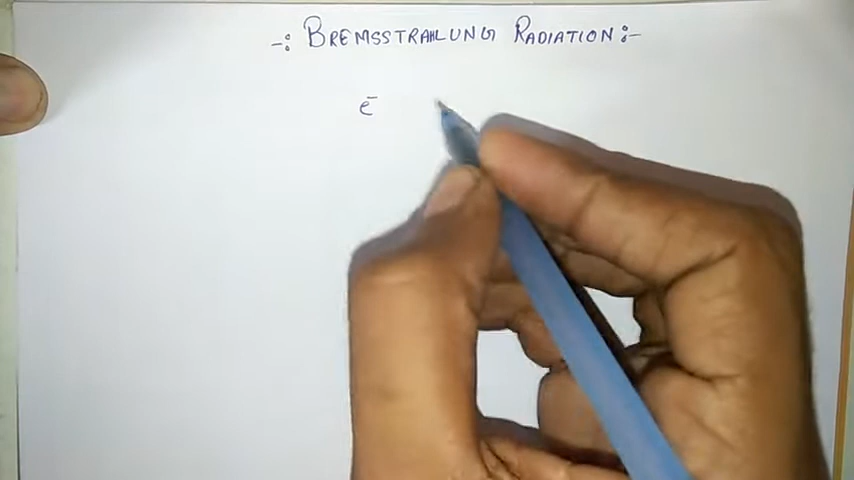 -: BREMSSTRAHLUNG RADIATION :-
e⁻